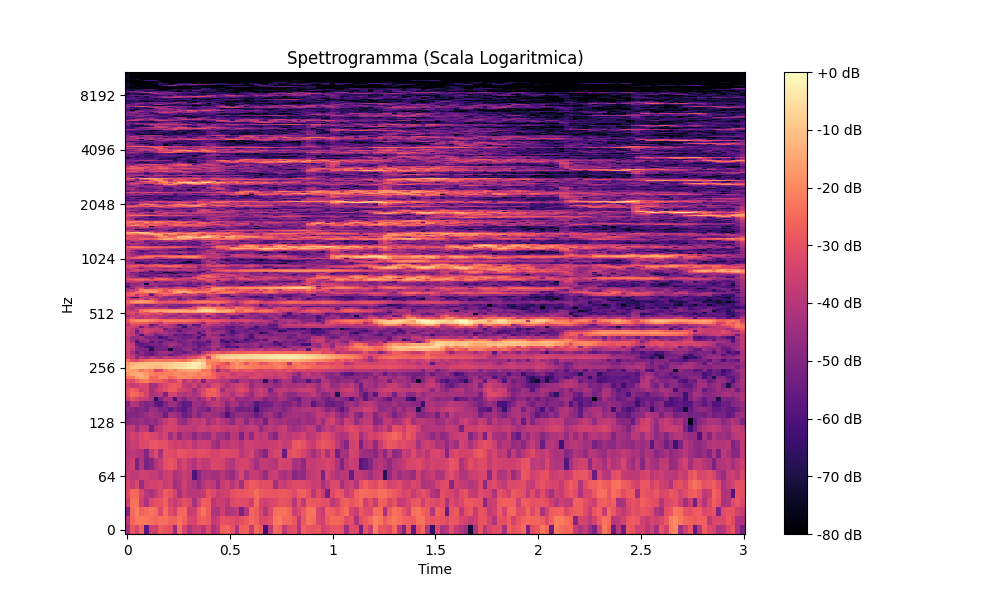 Spettrogramma (Scala Logaritmica)
Hz
8192
4096
2048
1024
512
256
128
64
0
0
0.5
1
1.5
2
2.5
3
Time
+0 dB
-10 dB
-20 dB
-30 dB
-40 dB
-50 dB
-60 dB
-70 dB
-80 dB